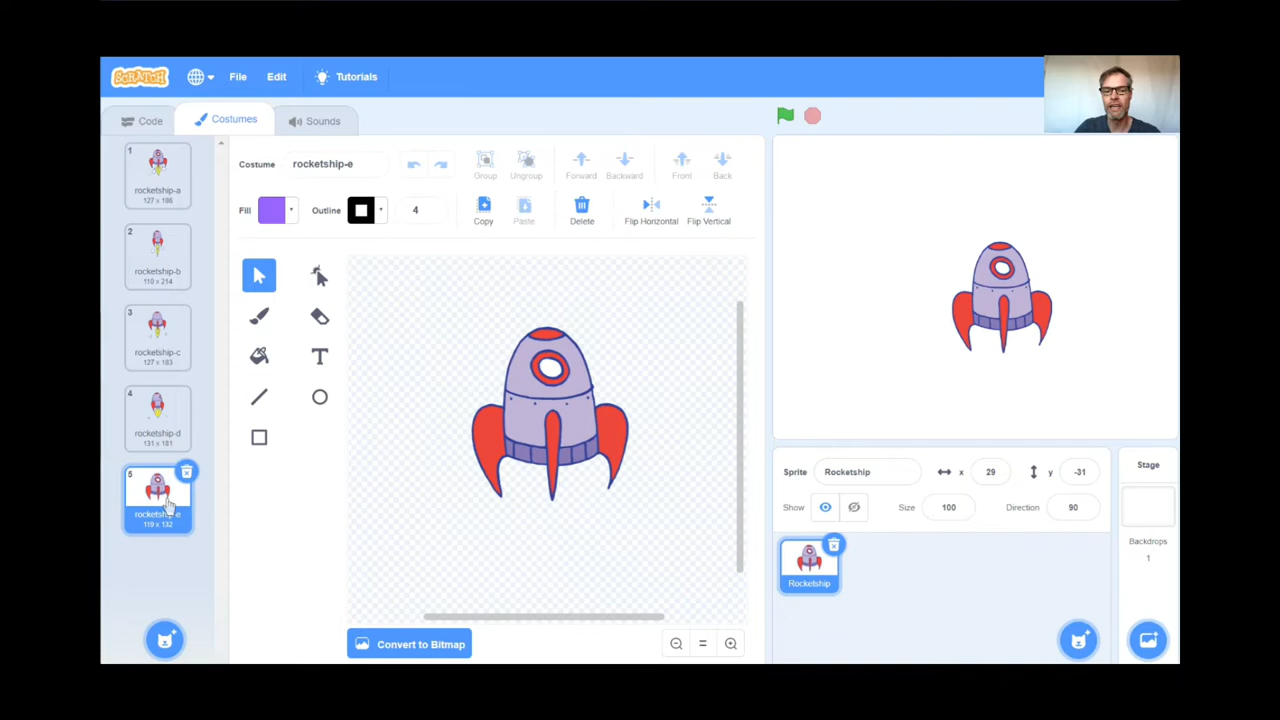 SCRATCH File Edit Tutorials
Code Costumes Sounds
1
rocketship-a
127 x 186
2
rocketship-b
110 x 214
3
rocketship-c
127 x 183
4
rocketship-d
131 x 181
5
rocketship-e
119 x 132
Costume rocketship-e
Group Ungroup Forward Backward Front Back
Fill Outline 4
Copy Paste Delete Flip Horizontal Flip Vertical
T
Convert to Bitmap
Sprite Rocketship x 29 y -31
Show Size 100 Direction 90
Rocketship
Stage
Backdrops
1